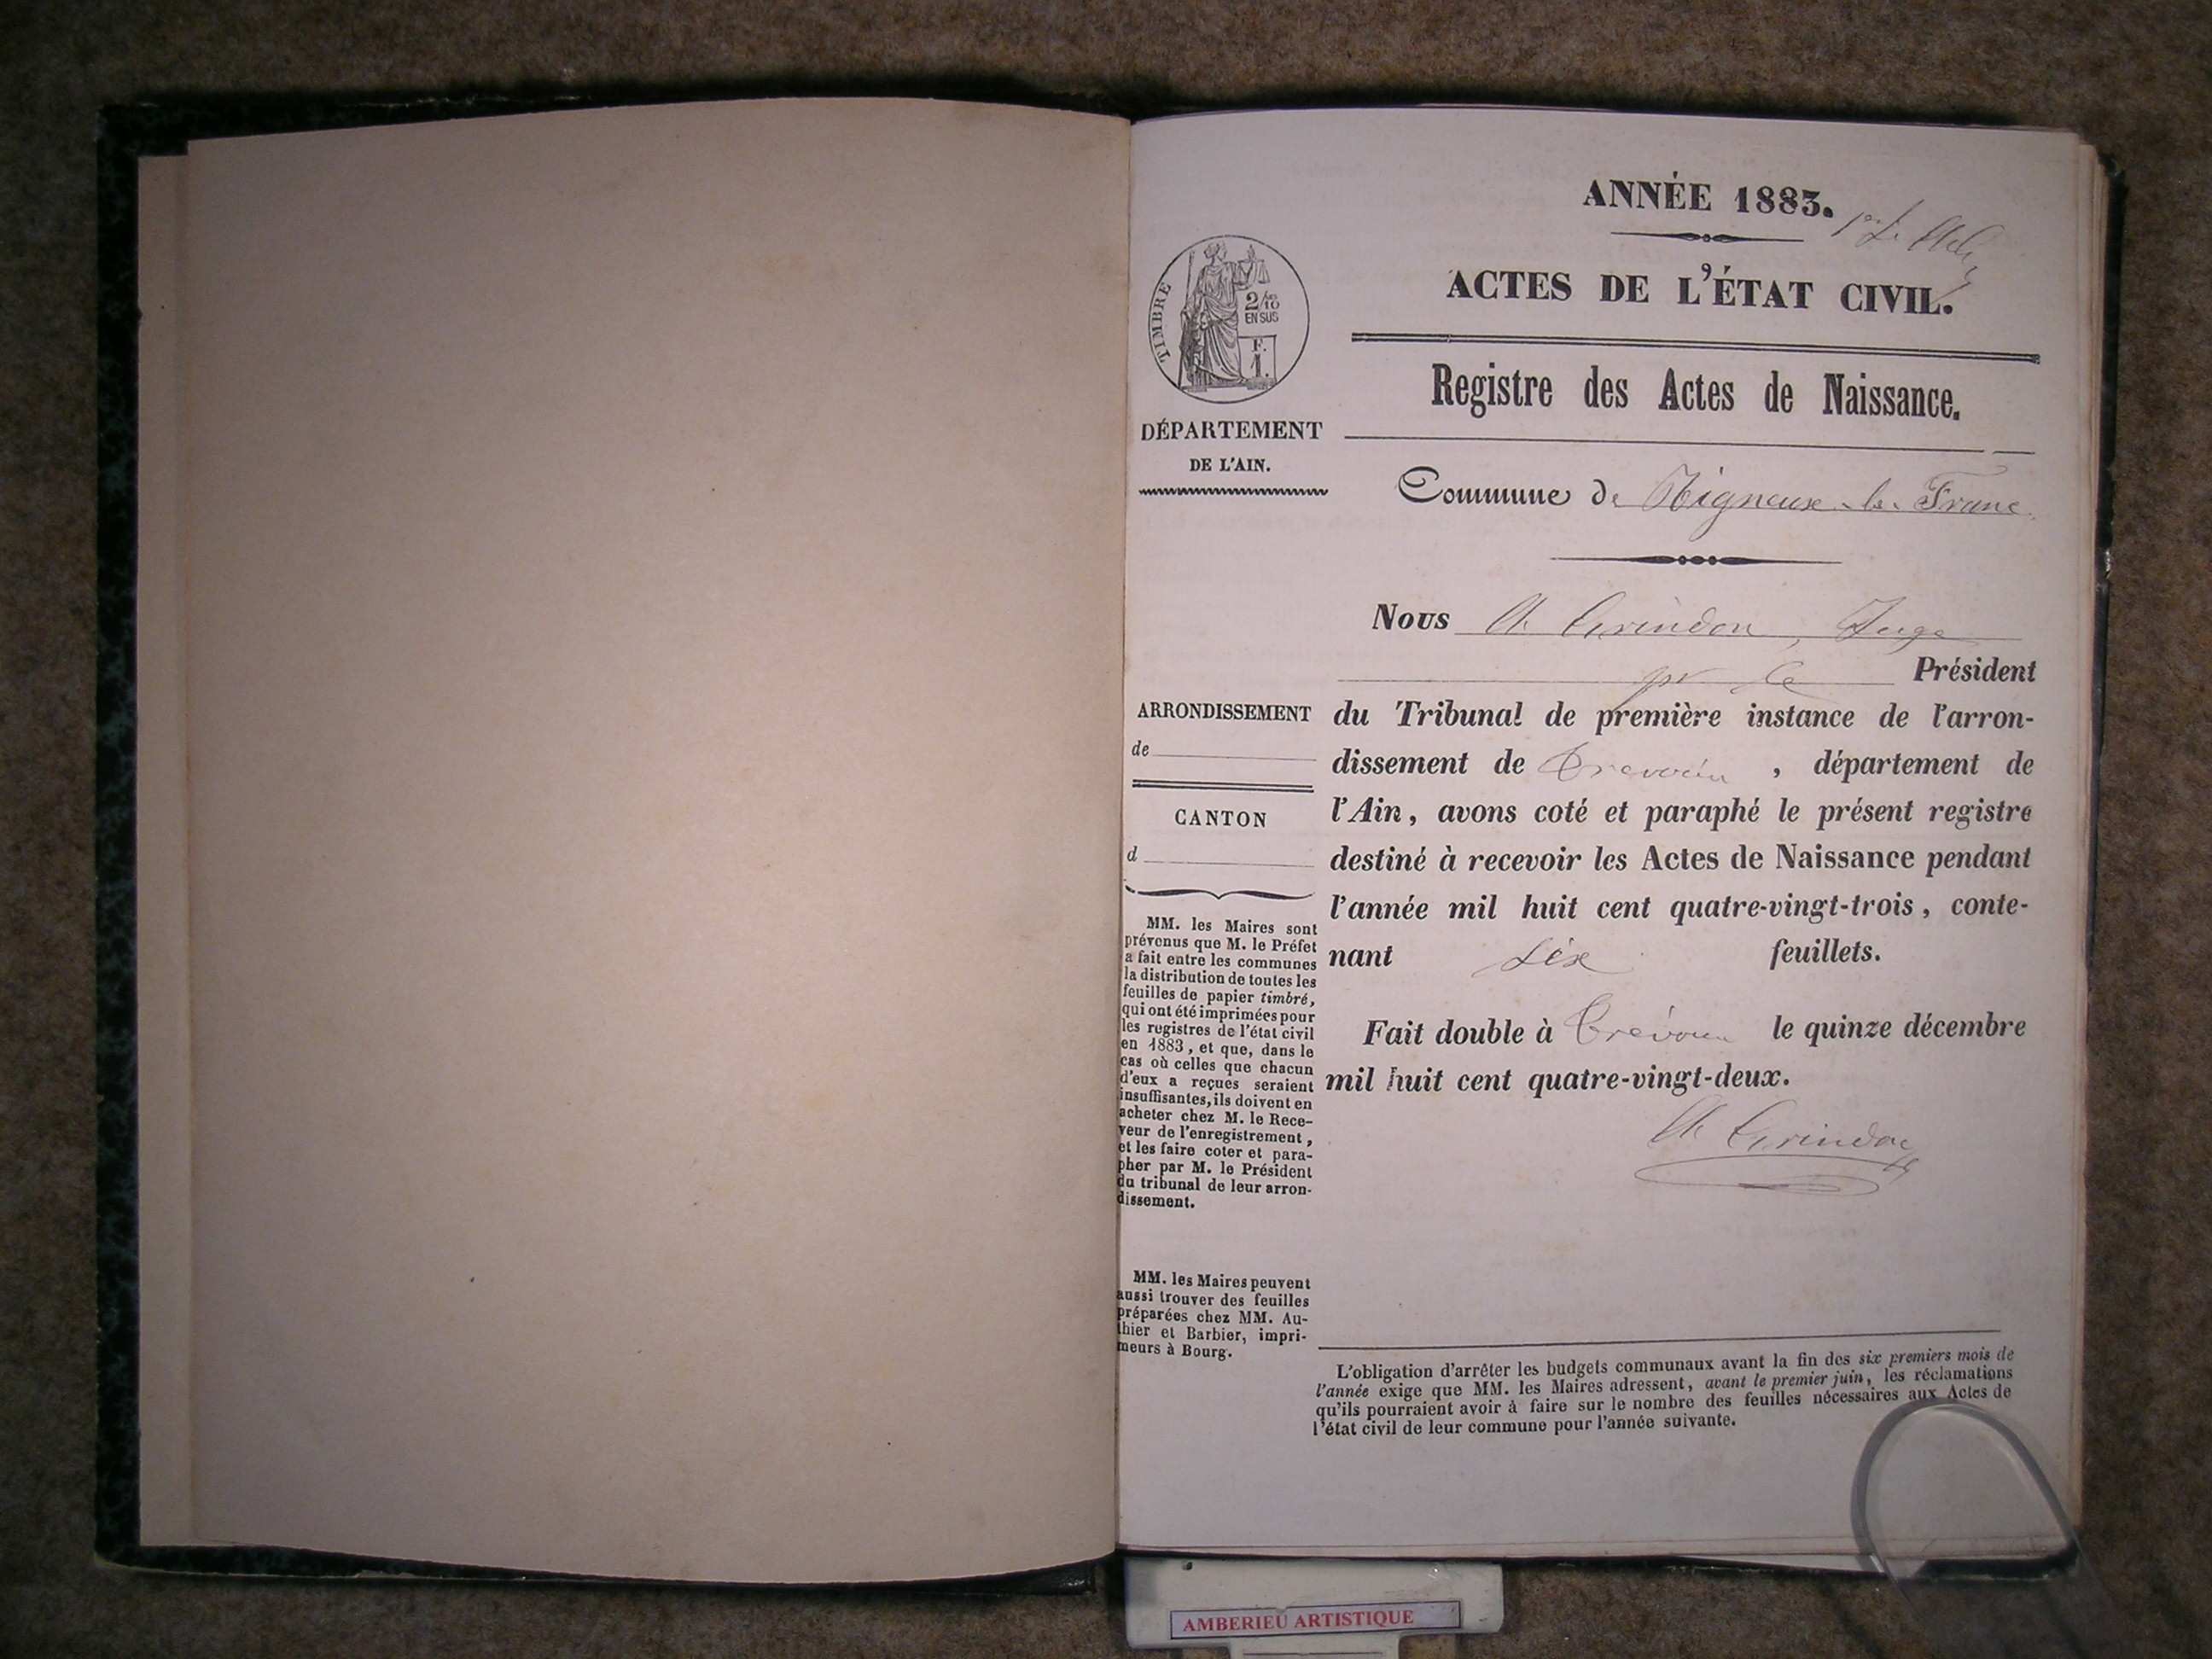 ANNÉE 1883.
ACTES DE L'ÉTAT CIVIL.
Registre des Actes de Naissance.
Commune de Rigneux-le-Franc
TIMBRE
2/10
EN SUS
F.
1.
DÉPARTEMENT
DE L'AIN.
ARRONDISSEMENT
de
CANTON
d
MM. les Maires sont
prévenus que M. le Préfet
a fait entre les communes
la distribution de toutes les
feuilles de papier timbré,
qui ont été imprimées pour
les registres de l'état civil
en 1883, et que, dans le
cas où celles que chacun
d'eux a reçues seraient
insuffisantes, ils doivent en
acheter chez M. le Rece-
veur de l'enregistrement,
et les faire coter et para-
pher par M. le Président
du tribunal de leur arron-
dissement.
MM. les Maires peuvent
aussi trouver des feuilles
préparées chez MM. Au-
thier et Barbier, impri-
meurs à Bourg.
Nous Grindon, Juge
pr le Président
du Tribunal de première instance de l'arron-
dissement de Trévoux, département de
l'Ain, avons coté et paraphé le présent registre
destiné à recevoir les Actes de Naissance pendant
l'année mil huit cent quatre-vingt-trois, conte-
nant six feuillets.
Fait double à Trévoux le quinze décembre
mil huit cent quatre-vingt-deux.
Grindon
L'obligation d'arrêter les budgets communaux avant la fin des six premiers mois de
l'année exige que MM. les Maires adressent, avant le premier juin, les réclamations
qu'ils pourraient avoir à faire sur le nombre des feuilles nécessaires aux Actes de
l'état civil de leur commune pour l'année suivante.
AMBERIEU ARTISTIQUE